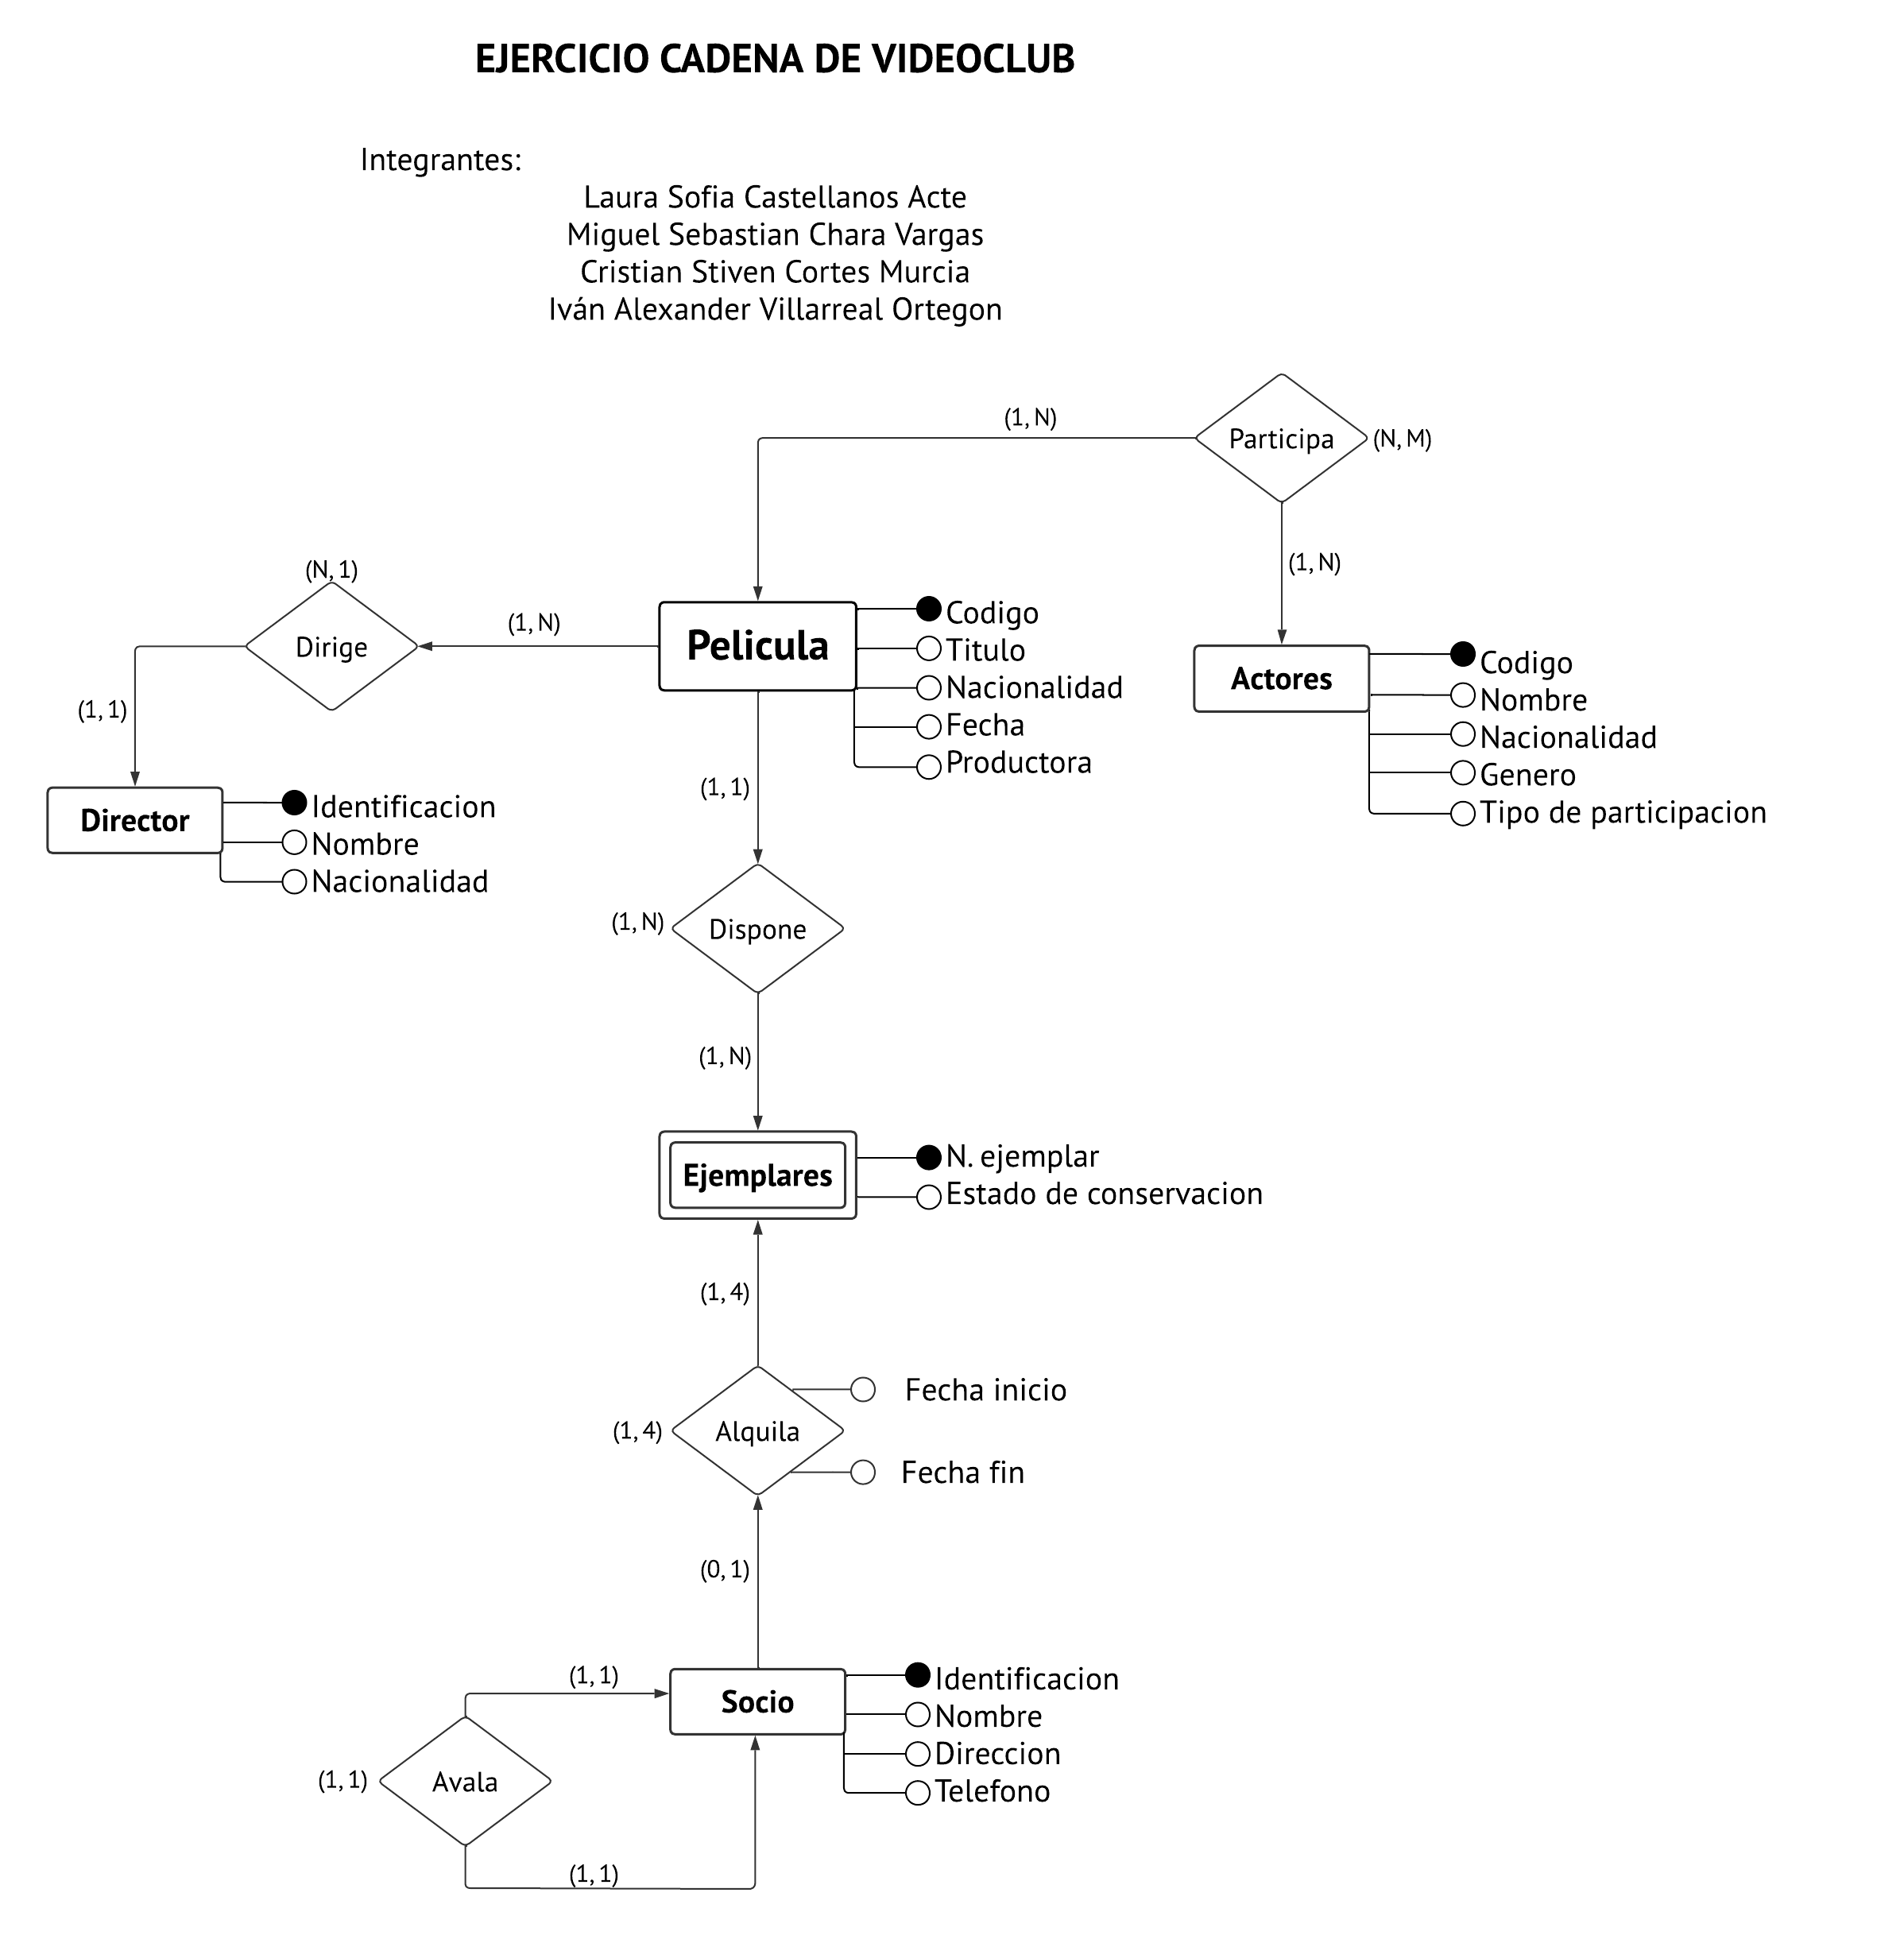 EJERCICIO CADENA DE VIDEOCLUB
Integrantes:
Laura Sofia Castellanos Acte
Miguel Sebastian Chara Vargas
Cristian Stiven Cortes Murcia
Iván Alexander Villarreal Ortegon
(1, N)
Participa
(N, M)
(1, N)
(N, 1)
Dirige
(1, N)
(1, 1)
Pelicula
Codigo
Titulo
Nacionalidad
Fecha
Productora
Actores
Codigo
Nombre
Nacionalidad
Genero
Tipo de participacion
Director
Identificacion
Nombre
Nacionalidad
(1, 1)
(1, N)
Dispone
(1, N)
Ejemplares
N. ejemplar
Estado de conservacion
(1, 4)
(1, 4)
Alquila
Fecha inicio
Fecha fin
(0, 1)
Socio
Identificacion
Nombre
Direccion
Telefono
(1, 1)
(1, 1)
Avala
(1, 1)